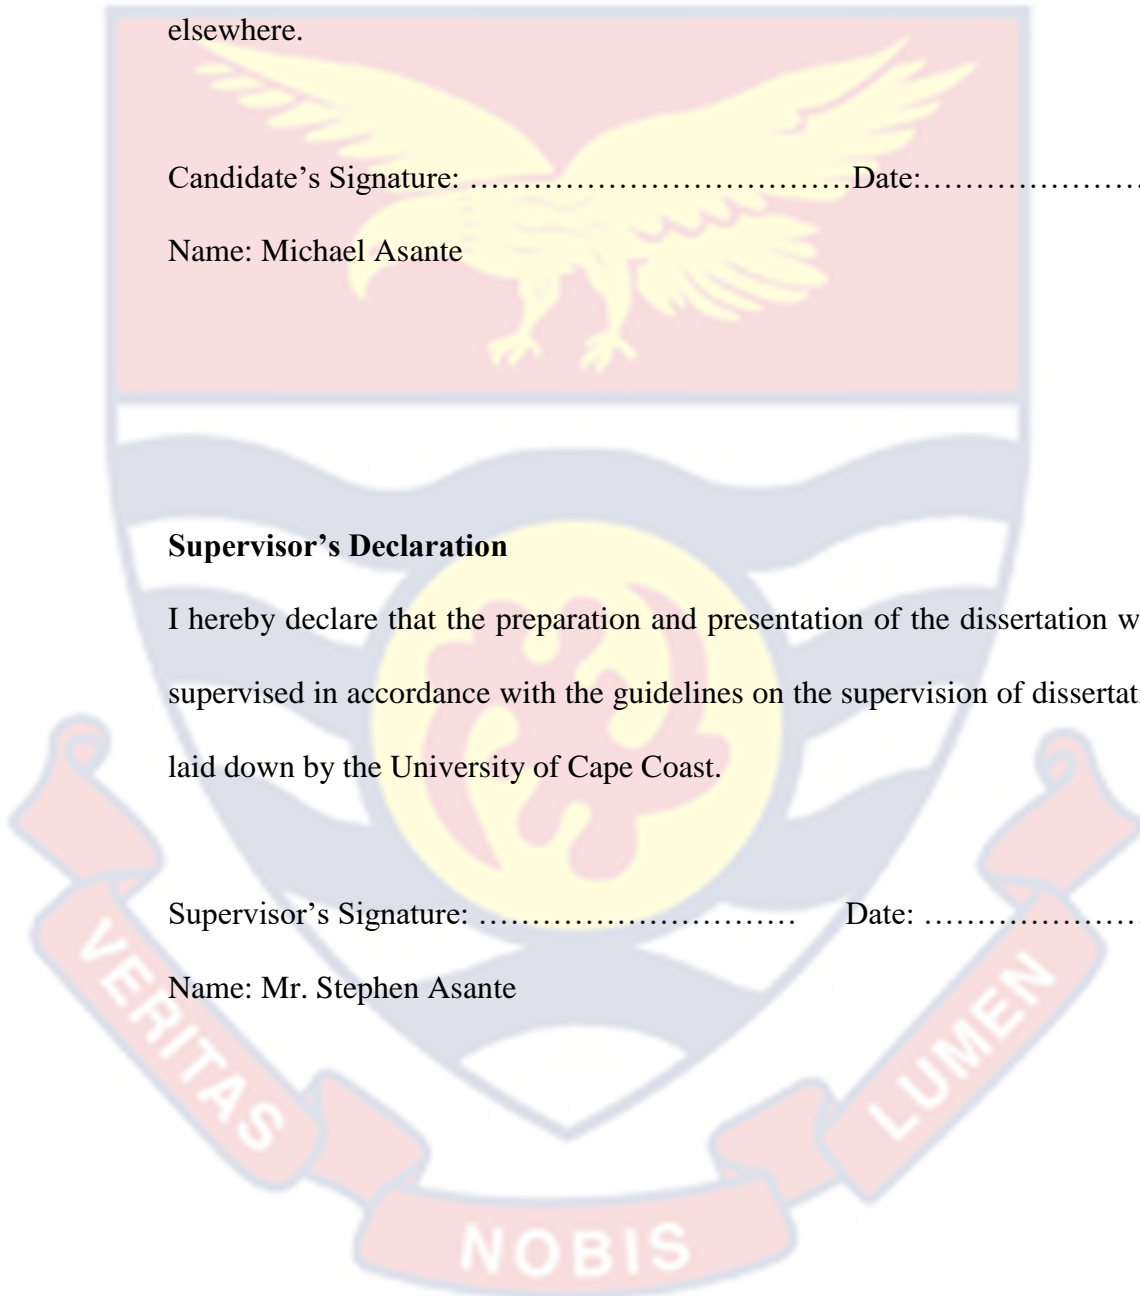 elsewhere.
Candidate’s Signature: ………………………………Date:…………………
Name: Michael Asante
Supervisor’s Declaration
I hereby declare that the preparation and presentation of the dissertation w
supervised in accordance with the guidelines on the supervision of dissertat
laid down by the University of Cape Coast.
Supervisor’s Signature: ………………………… Date: …………………
Name: Mr. Stephen Asante
VERITAS
NOBIS
LUMEN